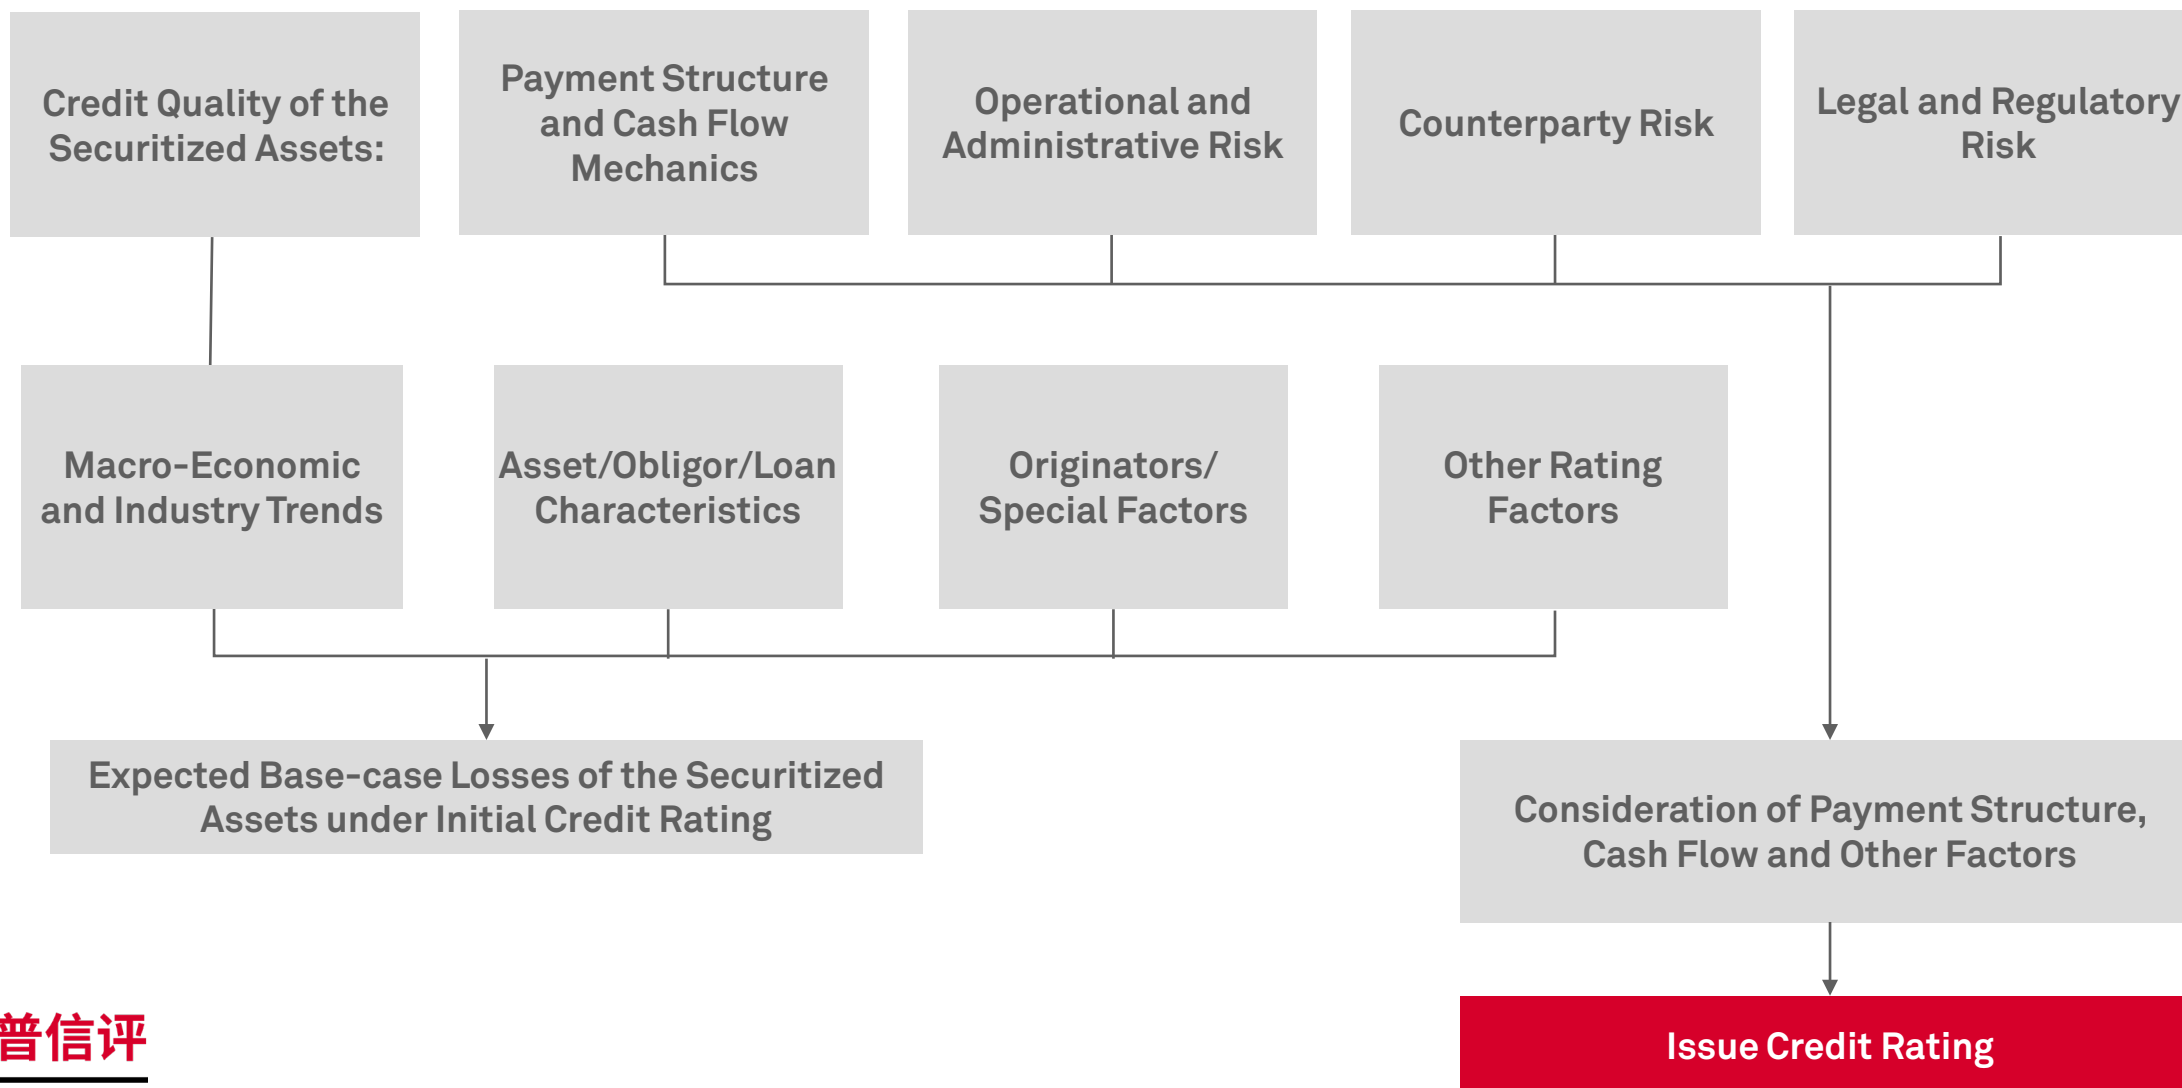 Credit Quality of the
Securitized Assets:
Payment Structure
and Cash Flow
Mechanics
Operational and
Administrative Risk
Counterparty Risk
Legal and Regulatory
Risk
Macro-Economic
and Industry Trends
Asset/Obligor/Loan
Characteristics
Originators/
Special Factors
Other Rating
Factors
Expected Base-case Losses of the Securitized
Assets under Initial Credit Rating
Consideration of Payment Structure,
Cash Flow and Other Factors
Issue Credit Rating
普信评